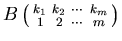 B ( k₁ k₂ ⋯ kₘ
1 2 ⋯ m )